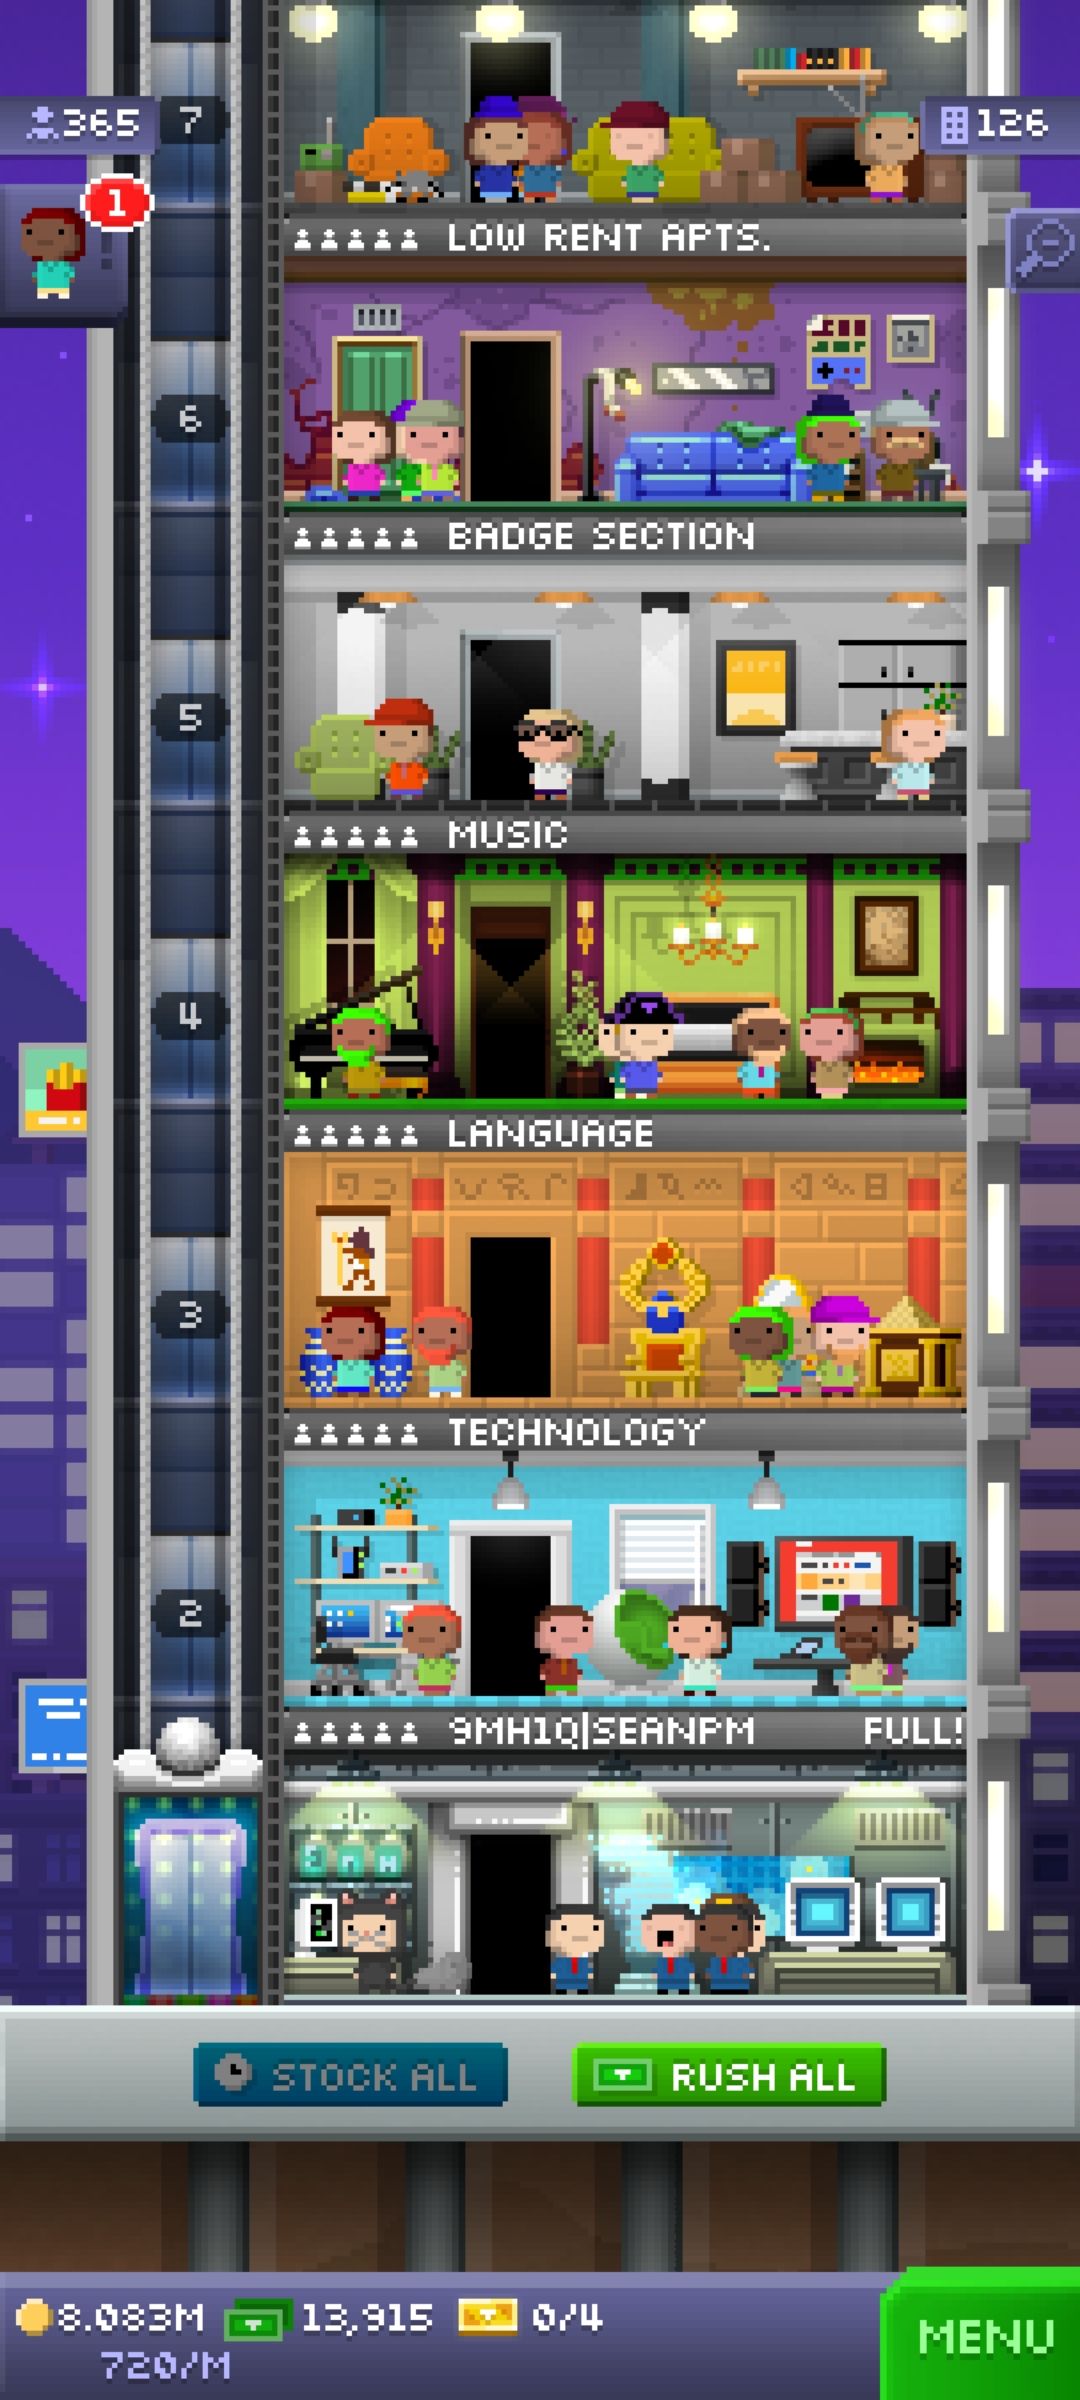 365
7
126
1
LOW RENT APTS.
6
BADGE SECTION
5
MUSIC
4
LANGUAGE
3
TECHNOLOGY
2
9MH1Q|SEANPM FULL!
STOCK ALL
RUSH ALL
8.083M 13,915 0/4
720/M
MENU